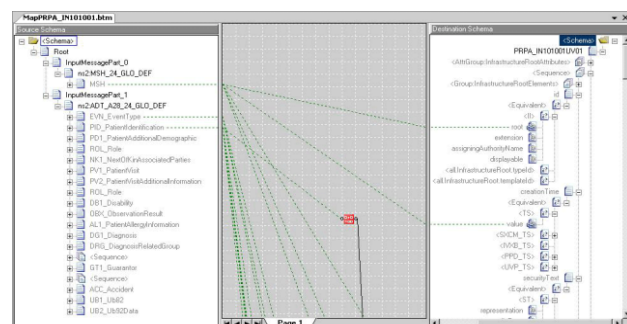 MapPRPA_IN101001.btm
Source Schema
<Schema>
Root
InputMessagePart_0
ns2:MSH_24_GLO_DEF
MSH
InputMessagePart_1
ns2:ADT_A28_24_GLO_DEF
EVN_EventType
PID_PatientIdentification
PD1_PatientAdditionalDemographic
ROL_Role
NK1_NextOfKinAssociatedParties
PV1_PatientVisit
PV2_PatientVisitAdditionalInformation
ROL_Role
DB1_Disability
OBX_ObservationResult
AL1_PatientAllergyInformation
DG1_Diagnosis
DRG_DiagnosisRelatedGroup
<Sequence>
GT1_Guarantor
<Sequence>
ACC_Accident
UB1_Ub82
UB2_Ub92Data
Page 1
Destination Schema
<Schema>
PRPA_IN101001UV01
<AttrGroup:InfrastructureRootAttributes>
<Sequence>
<Group:InfrastructureRootElements>
id
<Equivalent>
<II>
root
extension
assigningAuthorityName
displayable
<all.InfrastructureRoot.typeId>
<all.InfrastructureRoot.templateId>
creationTime
<Equivalent>
<TS>
value
<SXCM_TS>
<IVXB_TS>
<PPD_TS>
<UVP_TS>
securityText
<Equivalent>
<ST>
representation